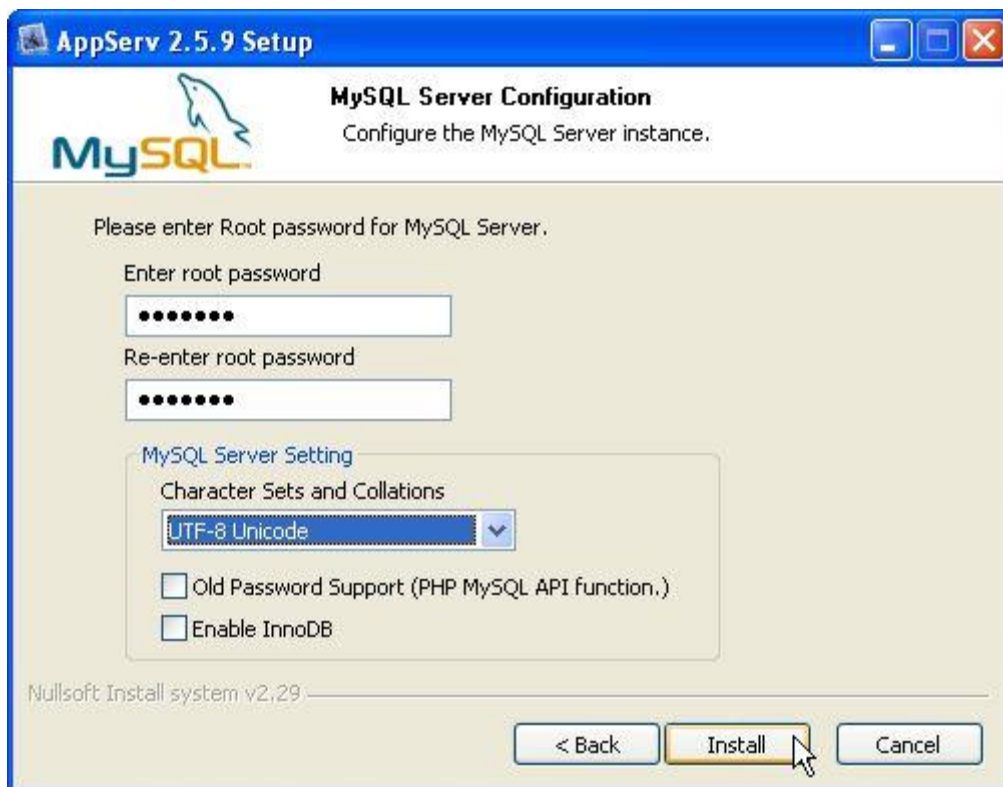 AppServ 2.5.9 Setup
MySQL
MySQL Server Configuration
Configure the MySQL Server instance.
Please enter Root password for MySQL Server.
Enter root password
•••••••
Re-enter root password
•••••••
MySQL Server Setting
Character Sets and Collations
UTF-8 Unicode
Old Password Support (PHP MySQL API function.)
Enable InnoDB
Nullsoft Install system v2.29
< Back Install Cancel